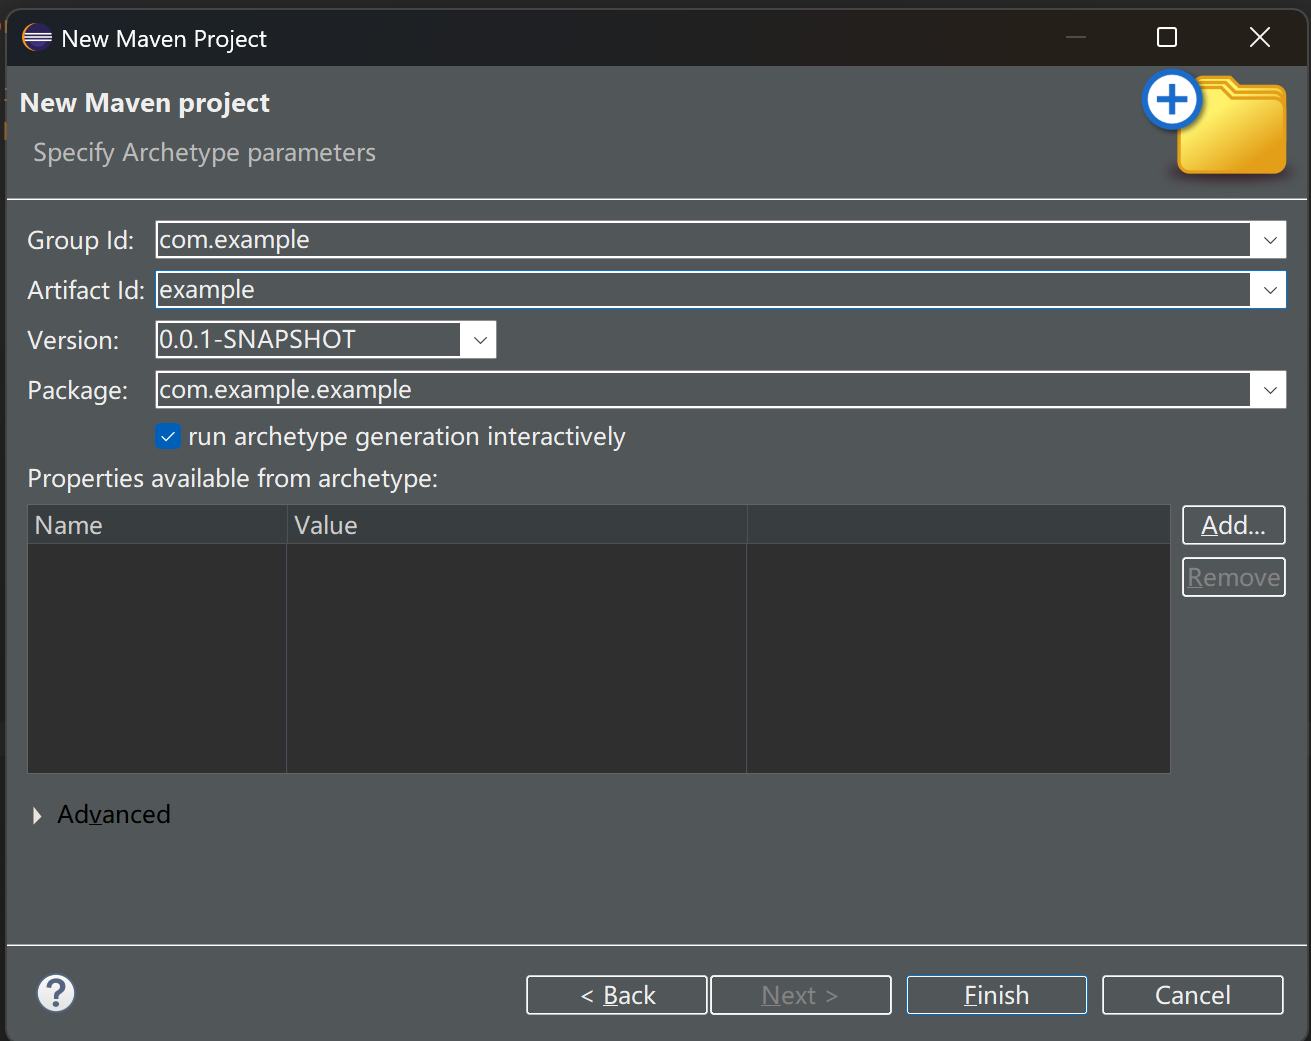 New Maven Project
New Maven project
Specify Archetype parameters
Group Id: com.example
Artifact Id: example
Version: 0.0.1-SNAPSHOT
Package: com.example.example
run archetype generation interactively
Properties available from archetype:
Name Value
Add...
Remove
Advanced
? < Back Next > Finish Cancel